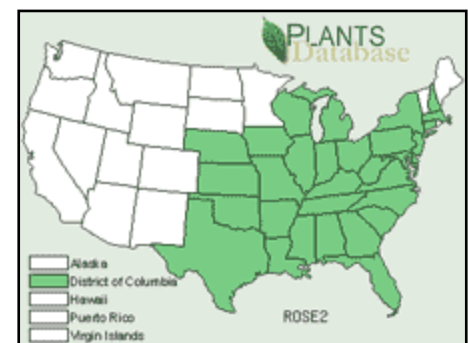 PLANTS
Database
Alaska
District of Columbia
Hawaii
Puerto Rico
Virgin Islands
ROSE2